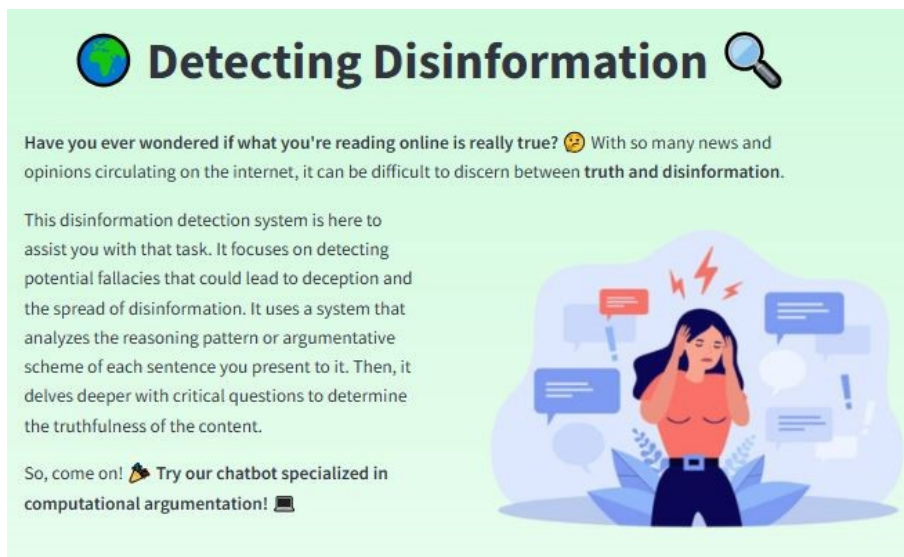 🌍 Detecting Disinformation 🔍
Have you ever wondered if what you're reading online is really true? 🤔 With so many news and
opinions circulating on the internet, it can be difficult to discern between truth and disinformation.
This disinformation detection system is here to
assist you with that task. It focuses on detecting
potential fallacies that could lead to deception and
the spread of disinformation. It uses a system that
analyzes the reasoning pattern or argumentative
scheme of each sentence you present to it. Then, it
delves deeper with critical questions to determine
the truthfulness of the content.
So, come on! 🎉 Try our chatbot specialized in
computational argumentation! 💻